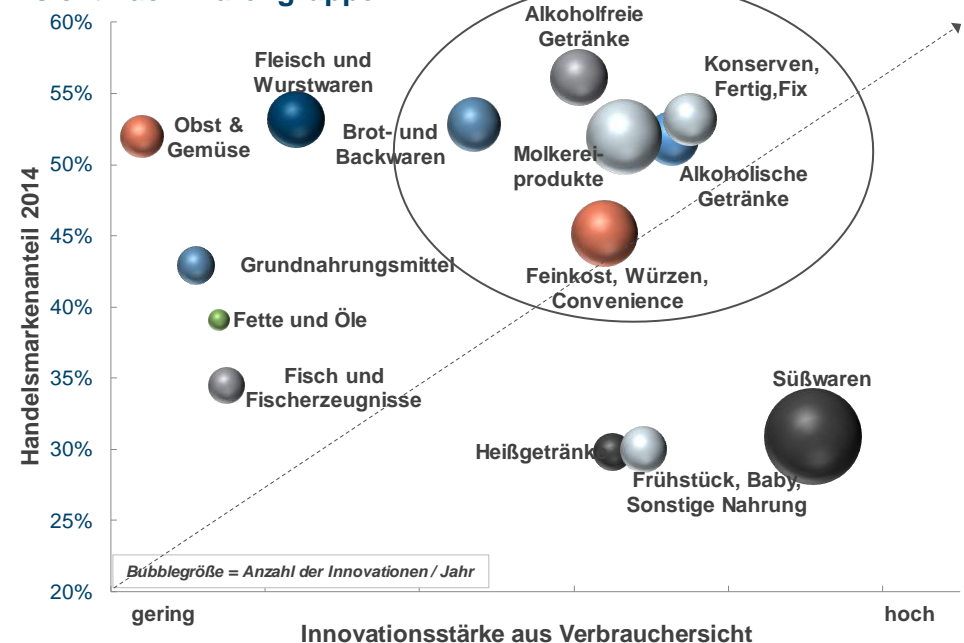 60%
55%
50%
45%
40%
35%
30%
25%
20%
Handelsmarkenanteil 2014
Alkoholfreie
Getränke
Fleisch und
Wurstwaren
Konserven,
Fertig,Fix
Obst &
Gemüse
Brot- und
Backwaren
Molkerei-
produkte
Alkoholische
Getränke
Grundnahrungsmittel
Feinkost, Würzen,
Convenience
Fette und Öle
Fisch und
Fischerzeugnisse
Süßwaren
Heißgetränk
Frühstück, Baby,
Sonstige Nahrung
Bubblegröße = Anzahl der Innovationen / Jahr
gering
hoch
Innovationsstärke aus Verbrauchersicht